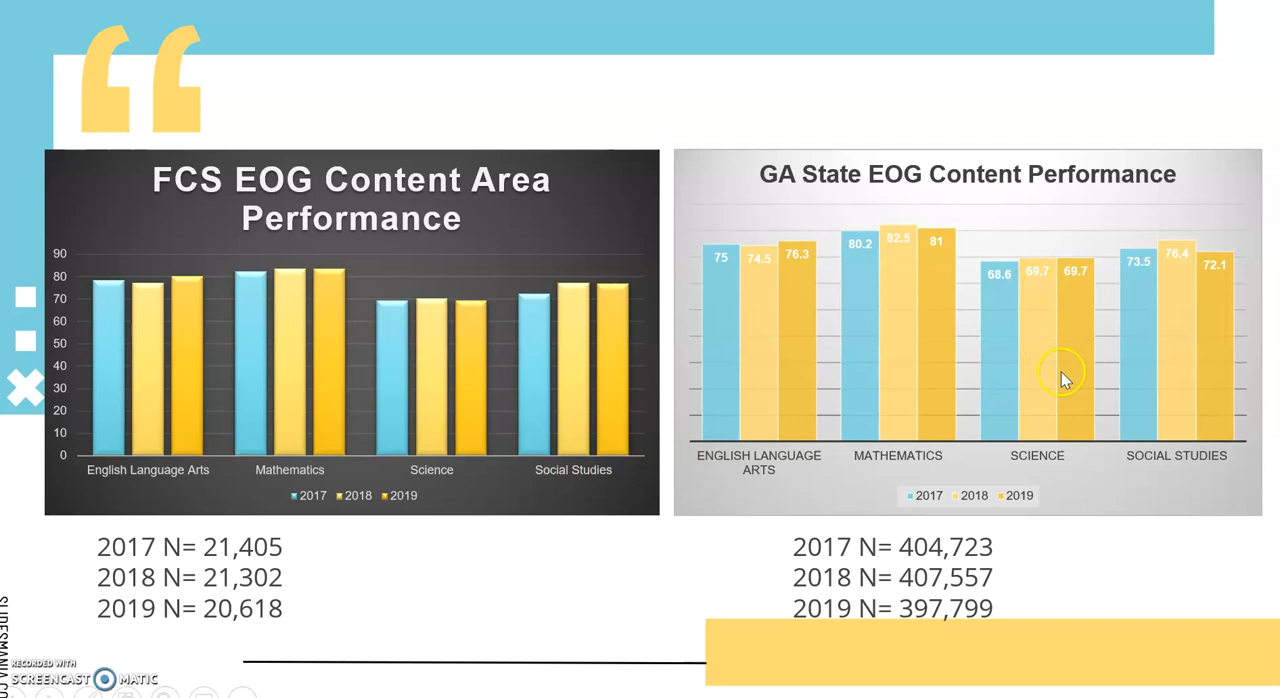 “
FCS EOG Content Area
Performance
90
80
70
60
50
40
30
20
10
0
English Language Arts Mathematics Science Social Studies
2017 2018 2019
GA State EOG Content Performance
75 74.5 76.3 80.2 82.5 81 68.6 69.7 69.7 73.5 76.4 72.1
ENGLISH LANGUAGE ARTS MATHEMATICS SCIENCE SOCIAL STUDIES
2017 2018 2019
2017 N= 21,405
2018 N= 21,302
2019 N= 20,618
2017 N= 404,723
2018 N= 407,557
2019 N= 397,799
RECORDED WITH
SCREENCAST MATIC